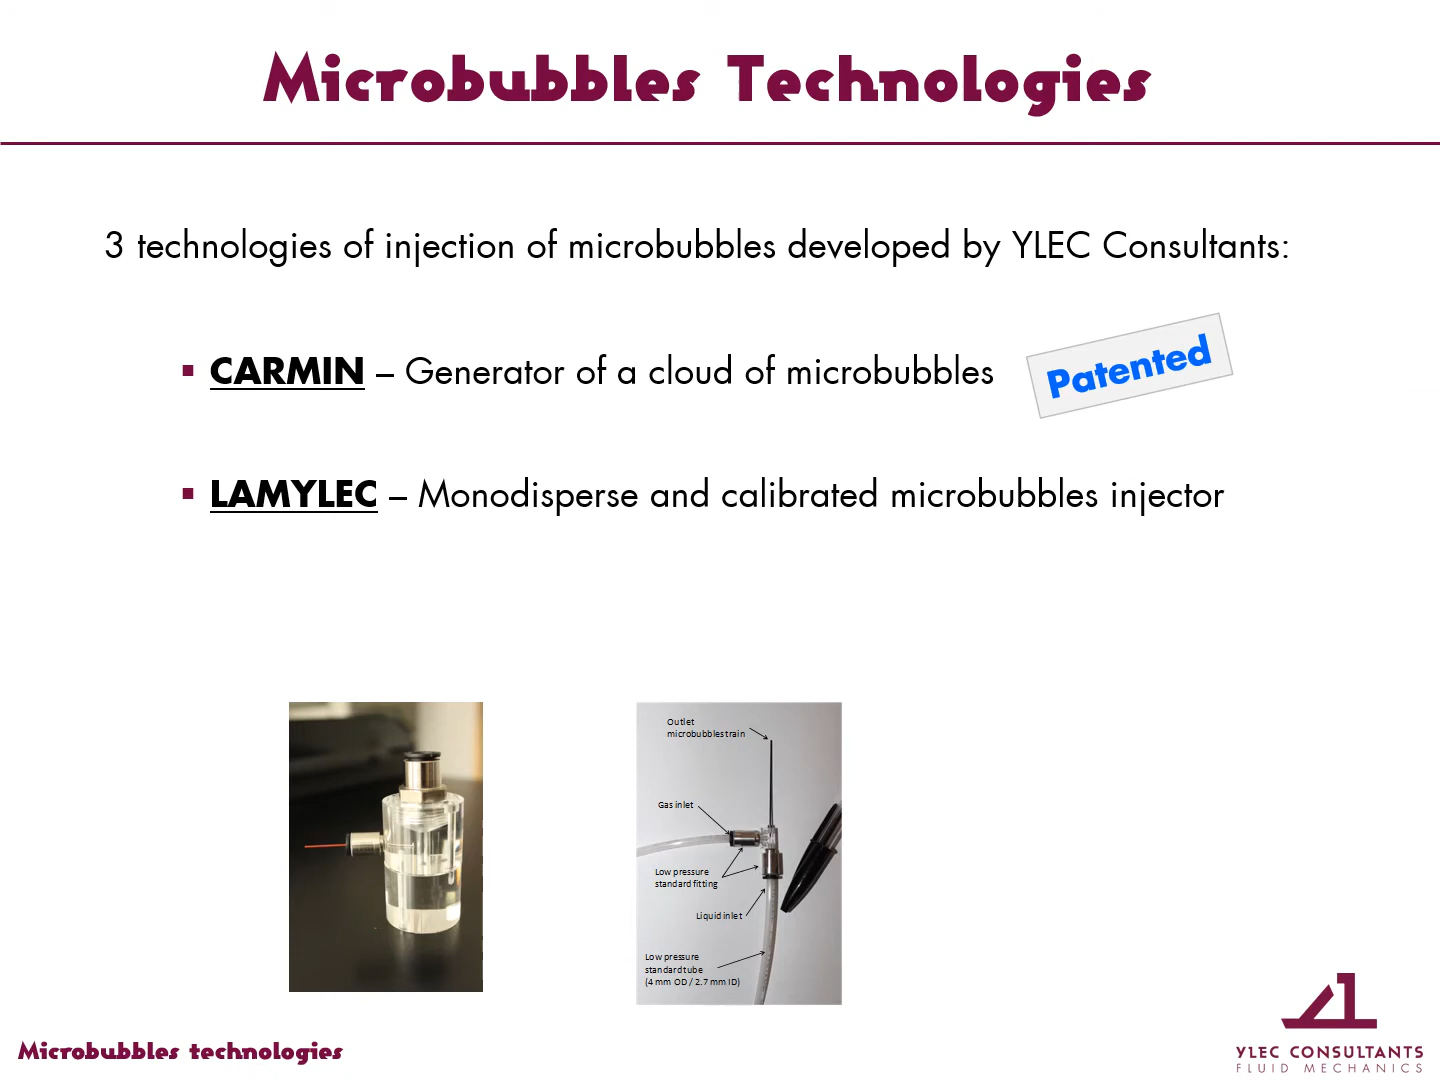 Microbubbles Technologies
3 technologies of injection of microbubbles developed by YLEC Consultants:
▪ CARMIN – Generator of a cloud of microbubbles
Patented
▪ LAMYLEC – Monodisperse and calibrated microbubbles injector
Outlet
microbubbles train
Gas inlet
Low pressure
standard fitting
Liquid inlet
Low pressure
standard tube
(4 mm OD / 2.7 mm ID)
Microbubbles technologies
YLEC CONSULTANTS
FLUID MECHANICS